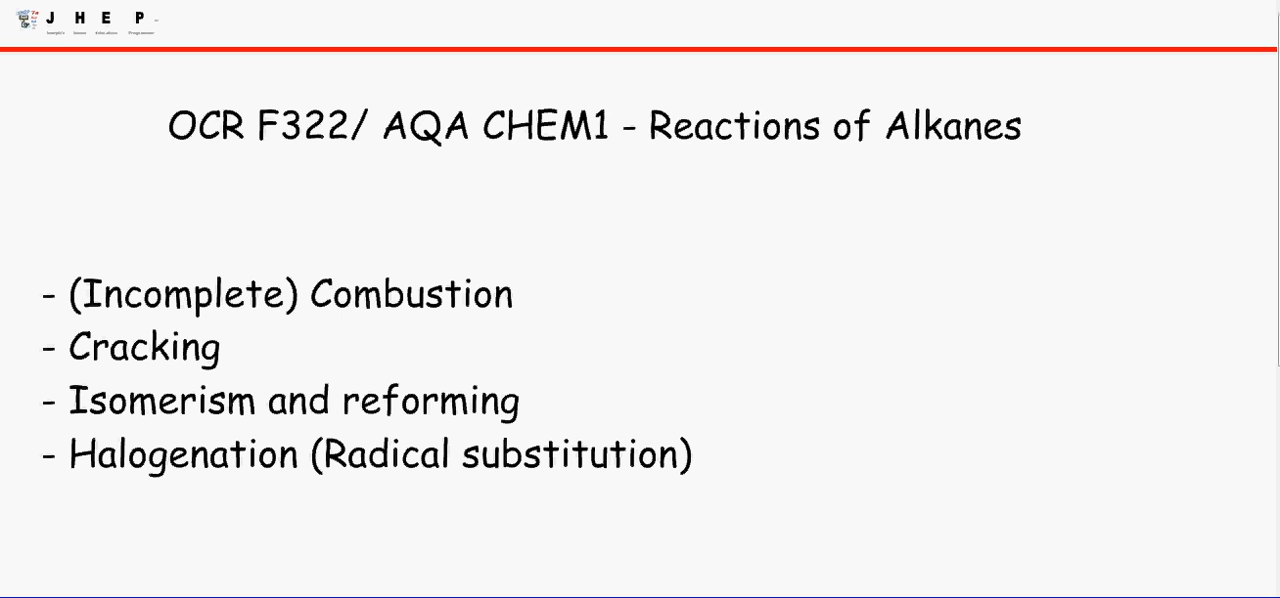 J H E P
OCR F322/ AQA CHEM1 - Reactions of Alkanes
- (Incomplete) Combustion
- Cracking
- Isomerism and reforming
- Halogenation (Radical substitution)